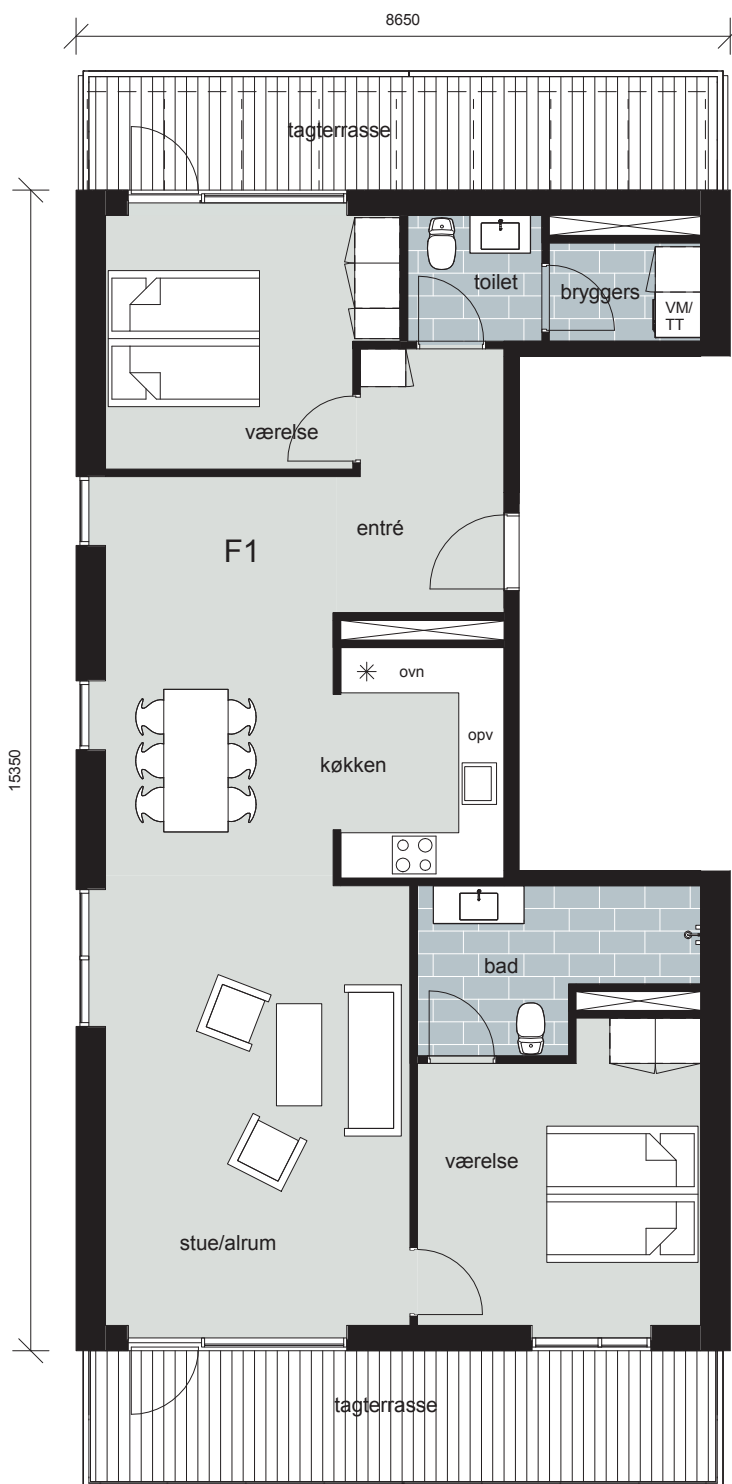 8650
tagterrasse
toilet
bryggers
VM/
TT
værelse
entré
F1
ovn
opv
køkken
15350
bad
værelse
stue/alrum
tagterrasse